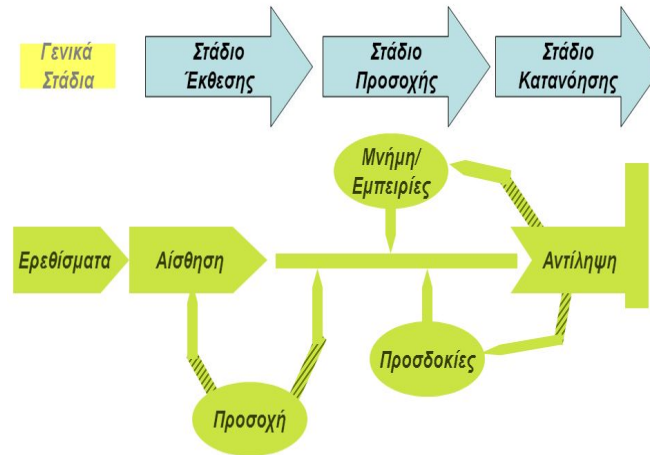 Γενικά
Στάδια
Στάδιο
Έκθεσης
Στάδιο
Προσοχής
Στάδιο
Κατανόησης
Μνήμη/
Εμπειρίες
Ερεθίσματα
Αίσθηση
Αντίληψη
Προσδοκίες
Προσοχή